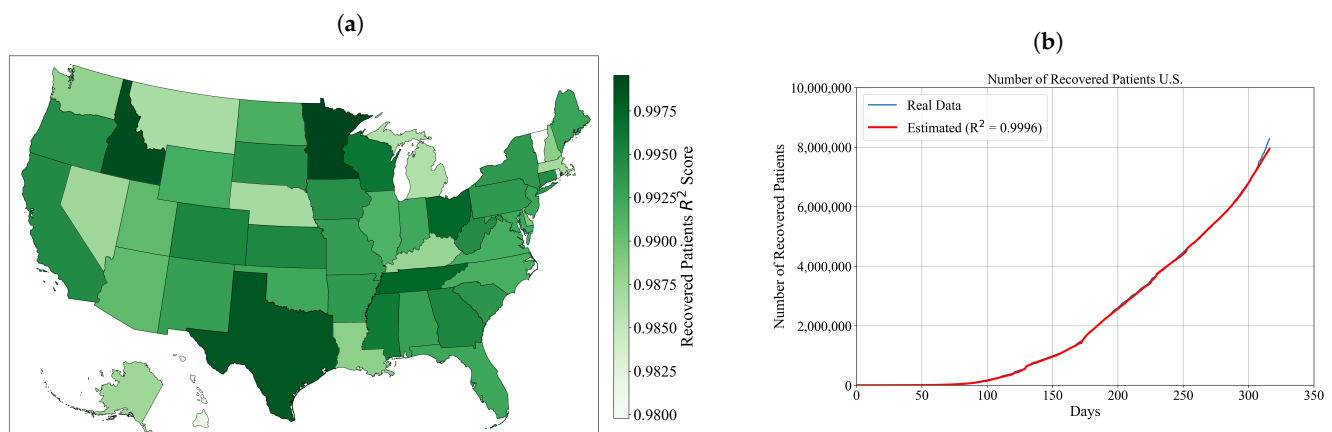 (a)
0.9975
0.9950
0.9925
0.9900
0.9875
0.9850
0.9825
0.9800
Recovered Patients R² Score
(b)
Number of Recovered Patients U.S.
Real Data
Estimated (R² = 0.9996)
10,000,000
8,000,000
6,000,000
4,000,000
2,000,000
0
Number of Recovered Patients
0 50 100 150 200 250 300 350
Days